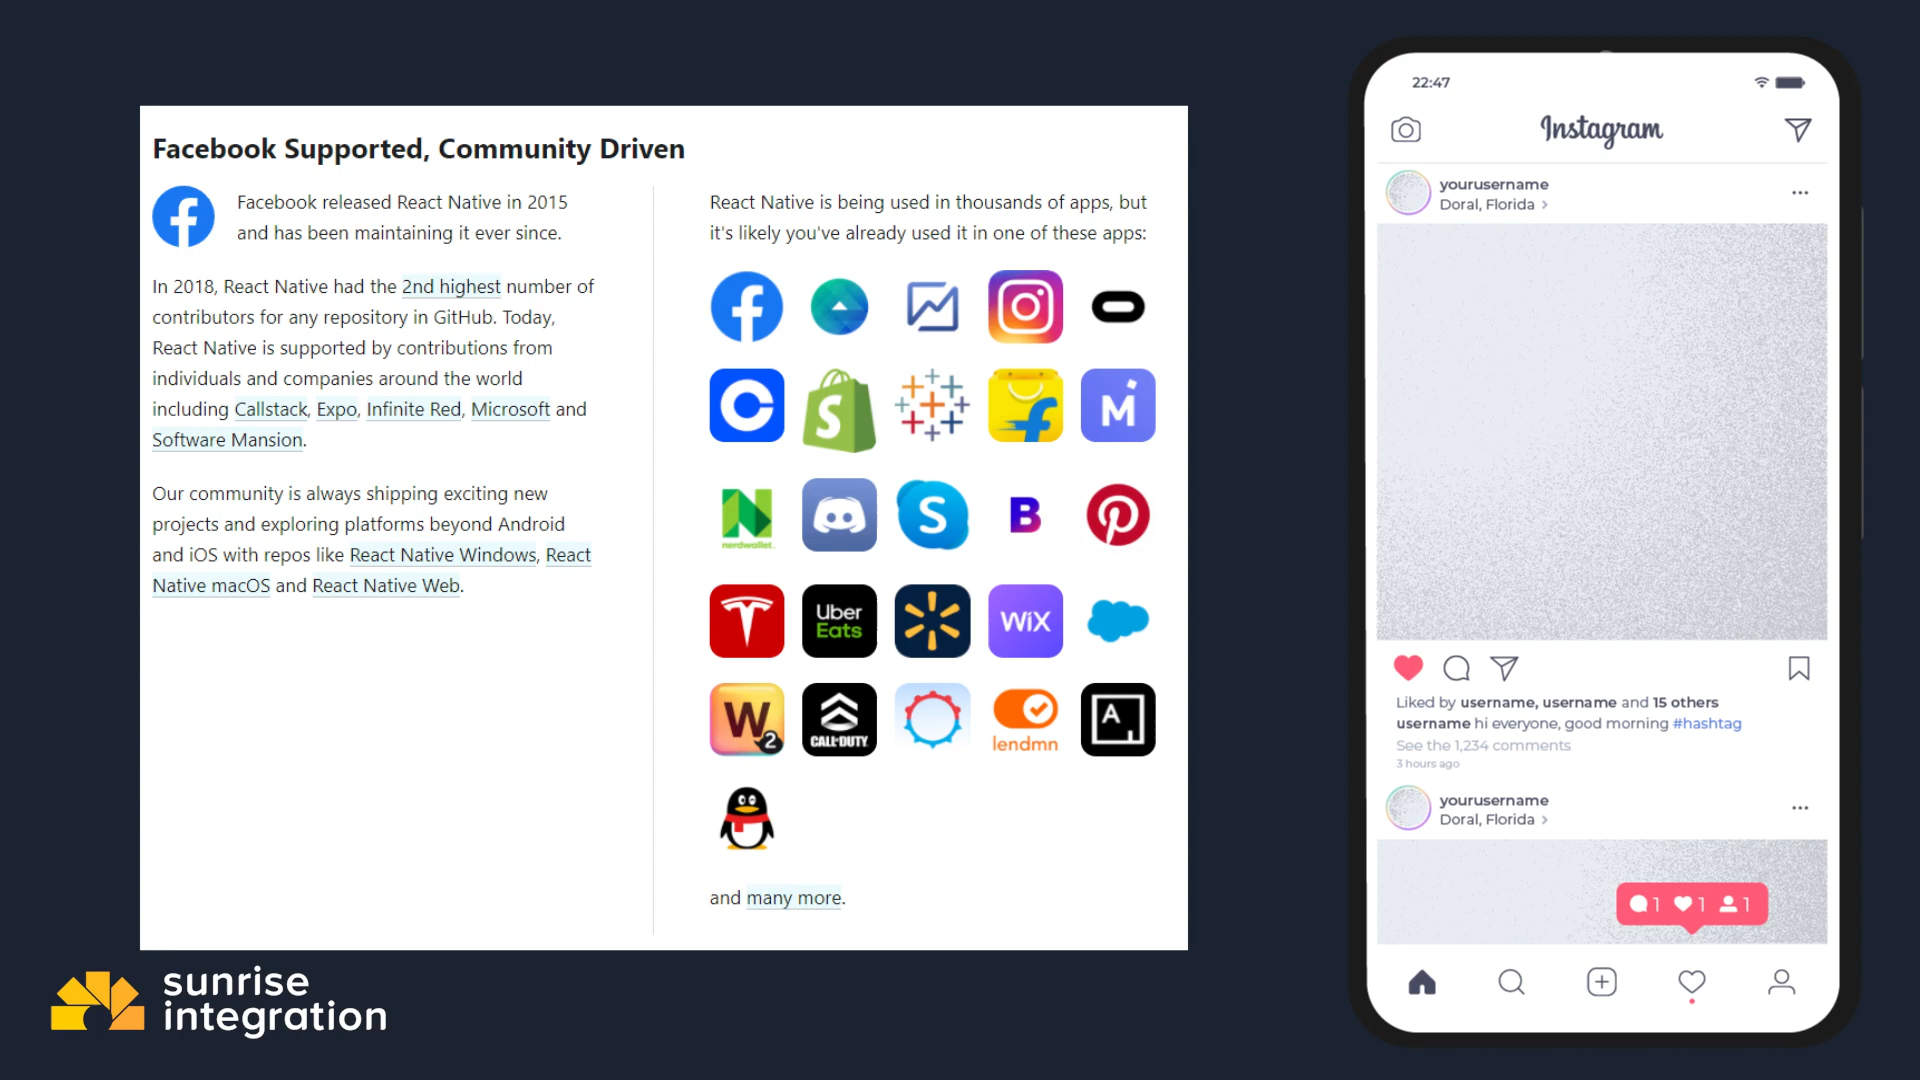 Facebook Supported, Community Driven
Facebook released React Native in 2015
and has been maintaining it ever since.
In 2018, React Native had the 2nd highest number of
contributors for any repository in GitHub. Today,
React Native is supported by contributions from
individuals and companies around the world
including Callstack, Expo, Infinite Red, Microsoft and
Software Mansion.
Our community is always shipping exciting new
projects and exploring platforms beyond Android
and iOS with repos like React Native Windows, React
Native macOS and React Native Web.
React Native is being used in thousands of apps, but
it's likely you've already used it in one of these apps:
S
M
N
nerdwallet
S
B
T
Uber
Eats
WiX
W
2
CALL OF DUTY
lendmn
A
and many more.
sunrise
integration
22:47
Instagram
yourusername
Doral, Florida >
Liked by username, username and 15 others
username hi everyone, good morning #hashtag
See the 1,234 comments
3 hours ago
yourusername
Doral, Florida >
1 1 1